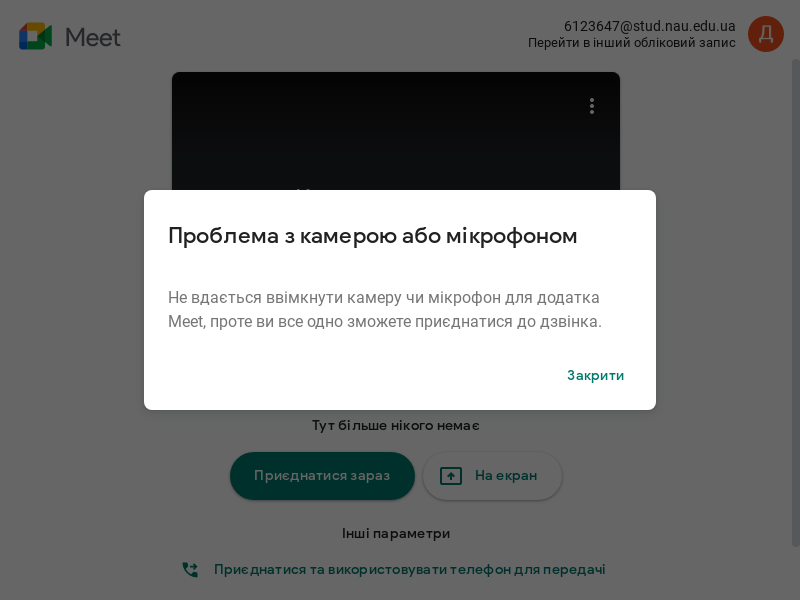 Meet
6123647@stud.nau.edu.ua
Перейти в інший обліковий запис
Д
Проблема з камерою або мікрофоном
Не вдається ввімкнути камеру чи мікрофон для додатка
Meet, проте ви все одно зможете приєднатися до дзвінка.
Закрити
Тут більше нікого немає
Приєднатися зараз
На екран
Інші параметри
Приєднатися та використовувати телефон для передачі